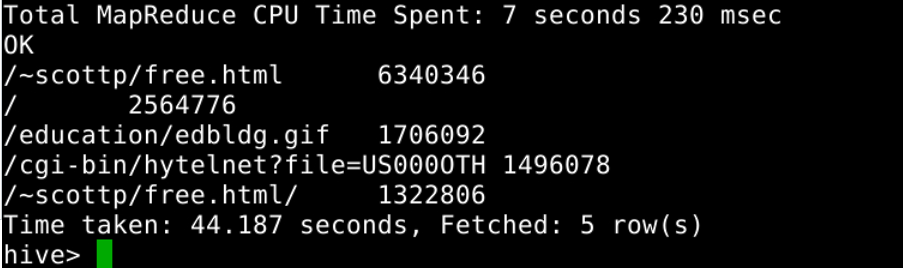 Total MapReduce CPU Time Spent: 7 seconds 230 msec
OK
/~scottp/free.html      6340346
/       2564776
/education/edbldg.gif   1706092
/cgi-bin/hytelnet?file=US000OTH 1496078
/~scottp/free.html/     1322806
Time taken: 44.187 seconds, Fetched: 5 row(s)
hive>